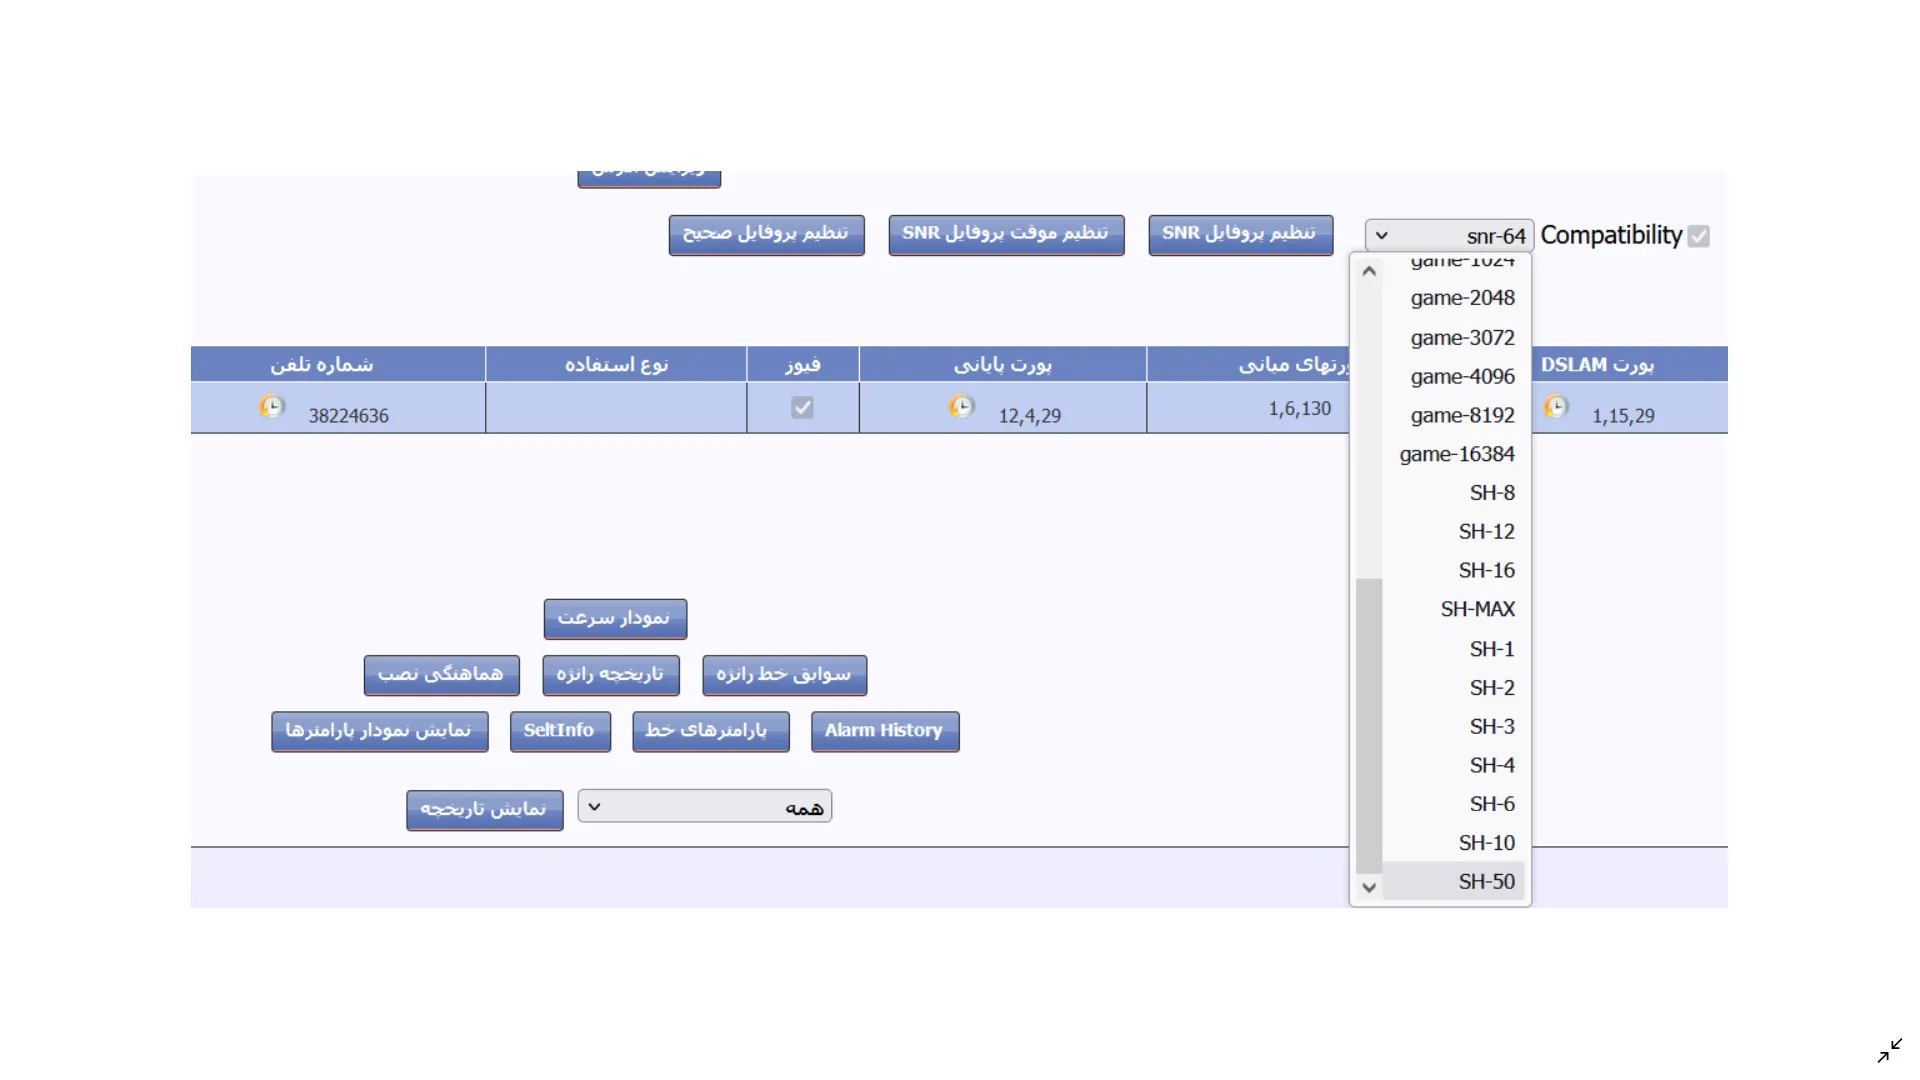 Compatibility snr-64 تنظیم پروفایل SNR تنظیم موقت پروفایل SNR تنظیم پروفایل صحیح
game-2048
game-3072
game-4096
game-8192
game-16384
SH-8
SH-12
SH-16
SH-MAX
SH-1
SH-2
SH-3
SH-4
SH-6
SH-10
SH-50
پورت DSLAM پورت پایانی فیوز نوع استفاده شماره تلفن
1,15,29 1,6,130 12,4,29 38224636
نمودار سرعت
سوابق خط رانژه تاریخچه رانژه هماهنگی نصب
Alarm History پارامترهای خط SeltInfo نمایش نمودار پارامترها
همه نمایش تاریخچه